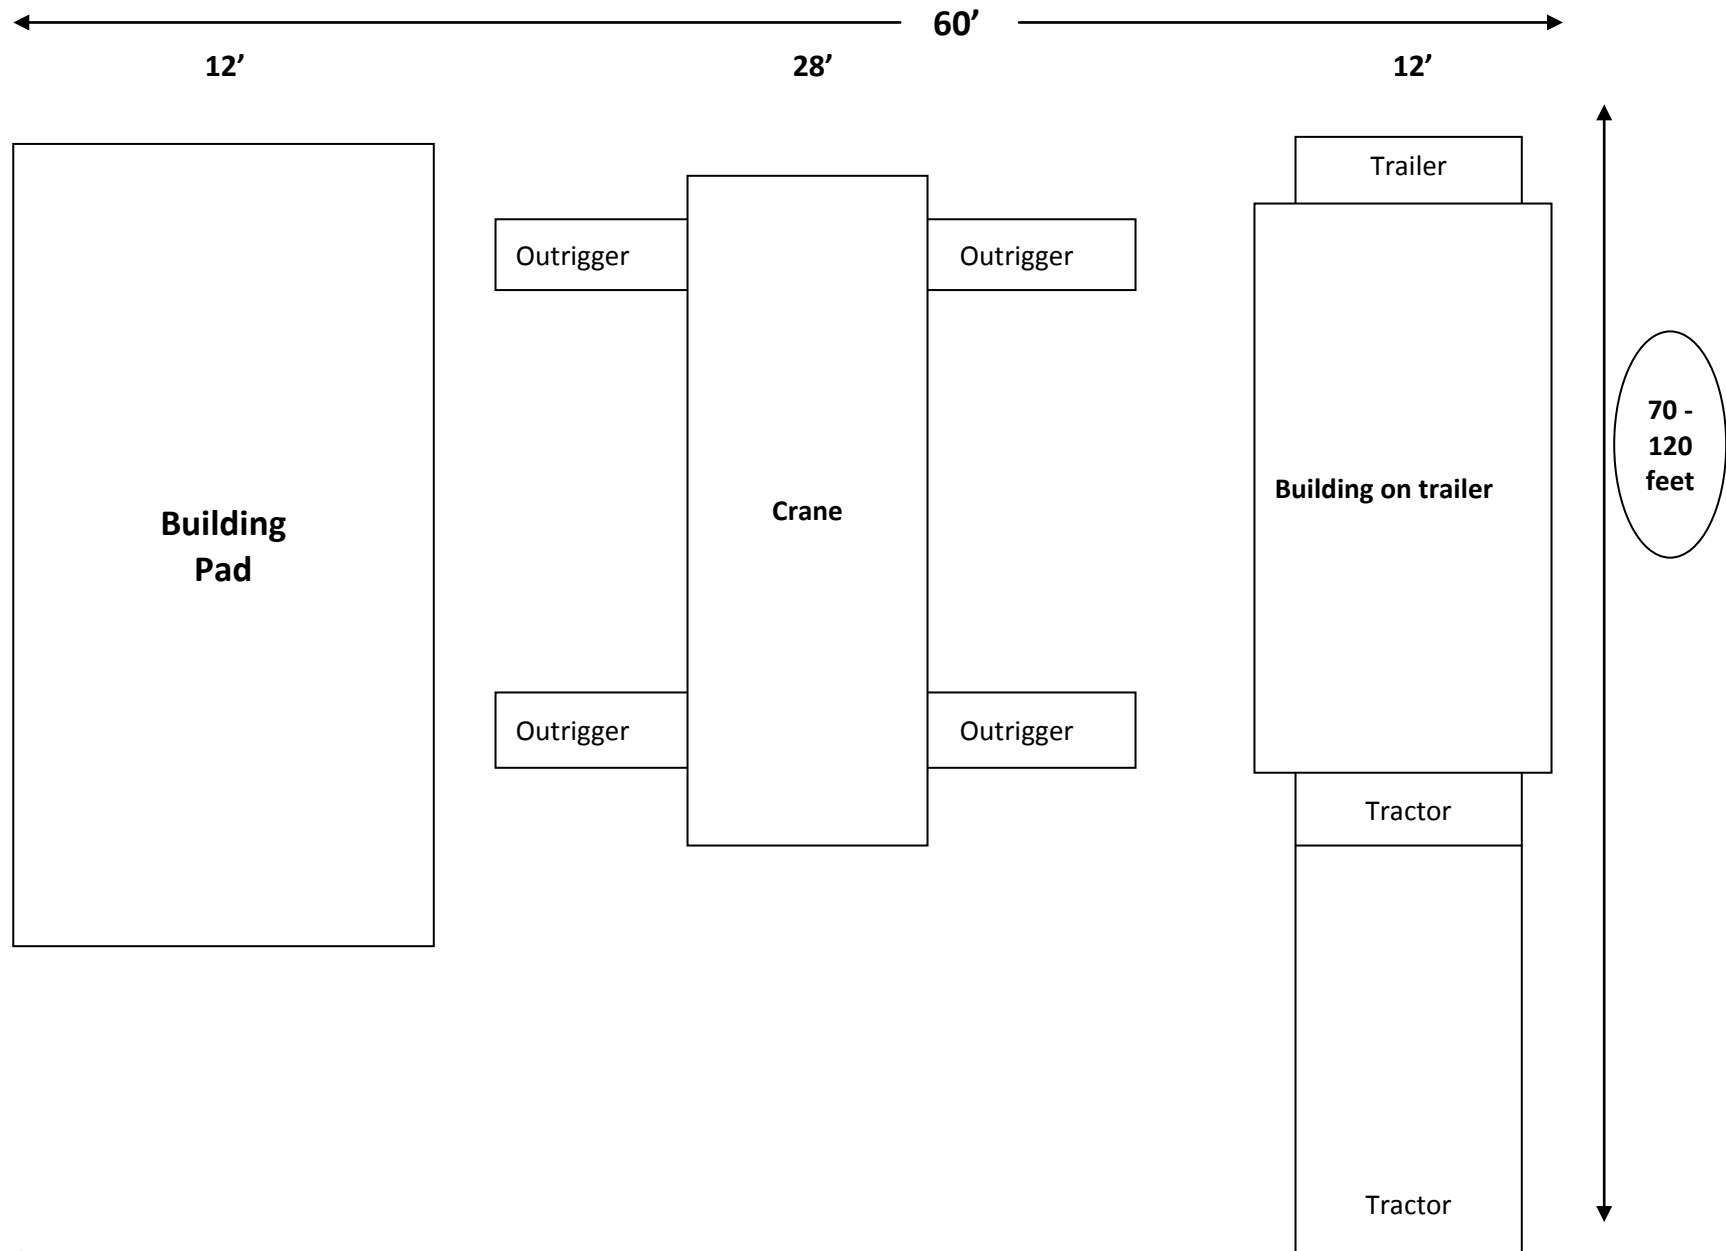 60’
12’
28’
12’
Trailer
Outrigger
Outrigger
70 -
120
feet
Building on trailer
Crane
Building
Pad
Outrigger
Outrigger
Tractor
Tractor